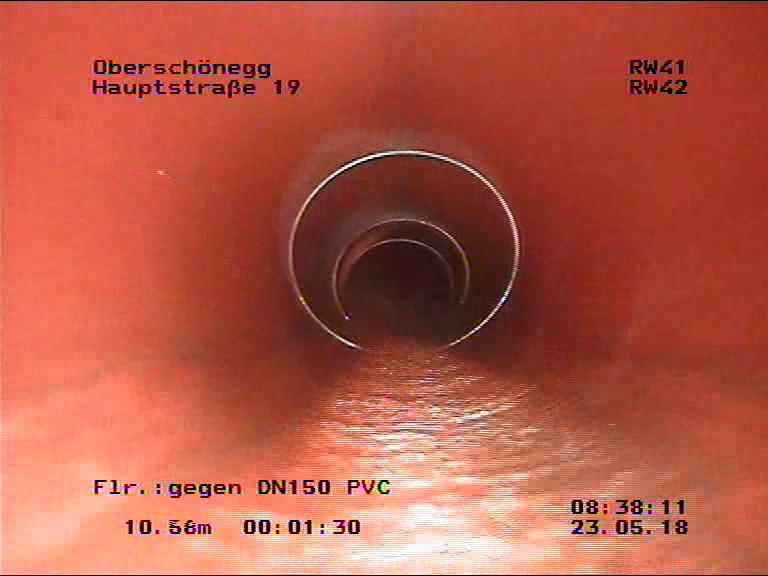 Oberschönegg
Hauptstraße 19
RW41
RW42
Flr.:gegen DN150 PVC
08:38:11
10.56m 00:01:30
23.05.18